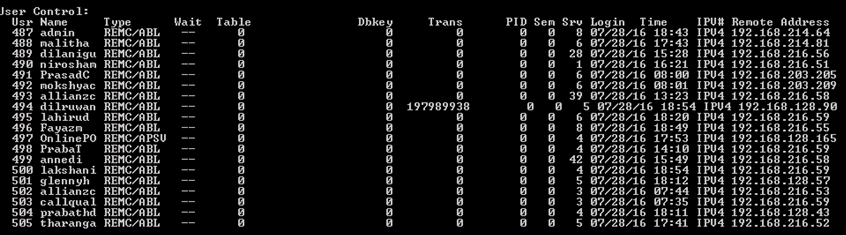 User Control:
Usr Name Type Wait Table Dbkey Trans PID Sem Srv Login Time IPV# Remote Address
487 admin REMC/ABL -- 0 0 0 0 0 8 07/28/16 18:43 IPV4 192.168.214.64
488 malitha REMC/ABL -- 0 0 0 0 0 6 07/28/16 17:43 IPV4 192.168.214.81
489 dilanigu REMC/ABL -- 0 0 0 0 0 28 07/28/16 15:28 IPV4 192.168.216.56
490 nirosham REMC/ABL -- 0 0 0 0 0 1 07/28/16 16:21 IPV4 192.168.216.51
491 PrasadC REMC/ABL -- 0 0 0 0 0 6 07/28/16 08:00 IPV4 192.168.203.205
492 mokshyac REMC/ABL -- 0 0 0 0 0 6 07/28/16 08:01 IPV4 192.168.203.209
493 allianzc REMC/ABL -- 0 0 0 0 0 39 07/28/16 13:23 IPV4 192.168.216.58
494 dilruwan REMC/ABL -- 0 0 197989938 0 0 5 07/28/16 18:54 IPV4 192.168.128.90
495 lahirud REMC/ABL -- 0 0 0 0 0 6 07/28/16 18:20 IPV4 192.168.216.59
496 Fayazm REMC/ABL -- 0 0 0 0 0 8 07/28/16 18:49 IPV4 192.168.216.55
497 OnlinePO REMC/APSV -- 0 0 0 0 0 4 07/28/16 17:53 IPV4 192.168.128.165
498 PrabaT REMC/ABL -- 0 0 0 0 0 4 07/28/16 14:10 IPV4 192.168.216.59
499 annedi REMC/ABL -- 0 0 0 0 0 42 07/28/16 15:49 IPV4 192.168.216.58
500 lakshani REMC/ABL -- 0 0 0 0 0 4 07/28/16 18:54 IPV4 192.168.216.59
501 glennyh REMC/ABL -- 0 0 0 0 0 5 07/28/16 18:12 IPV4 192.168.128.57
502 allianzc REMC/ABL -- 0 0 0 0 0 3 07/28/16 07:44 IPV4 192.168.216.53
503 callqual REMC/ABL -- 0 0 0 0 0 3 07/28/16 07:35 IPV4 192.168.216.59
504 prabathd REMC/ABL -- 0 0 0 0 0 4 07/28/16 18:11 IPV4 192.168.128.43
505 tharanga REMC/ABL -- 0 0 0 0 0 5 07/28/16 17:41 IPV4 192.168.216.52